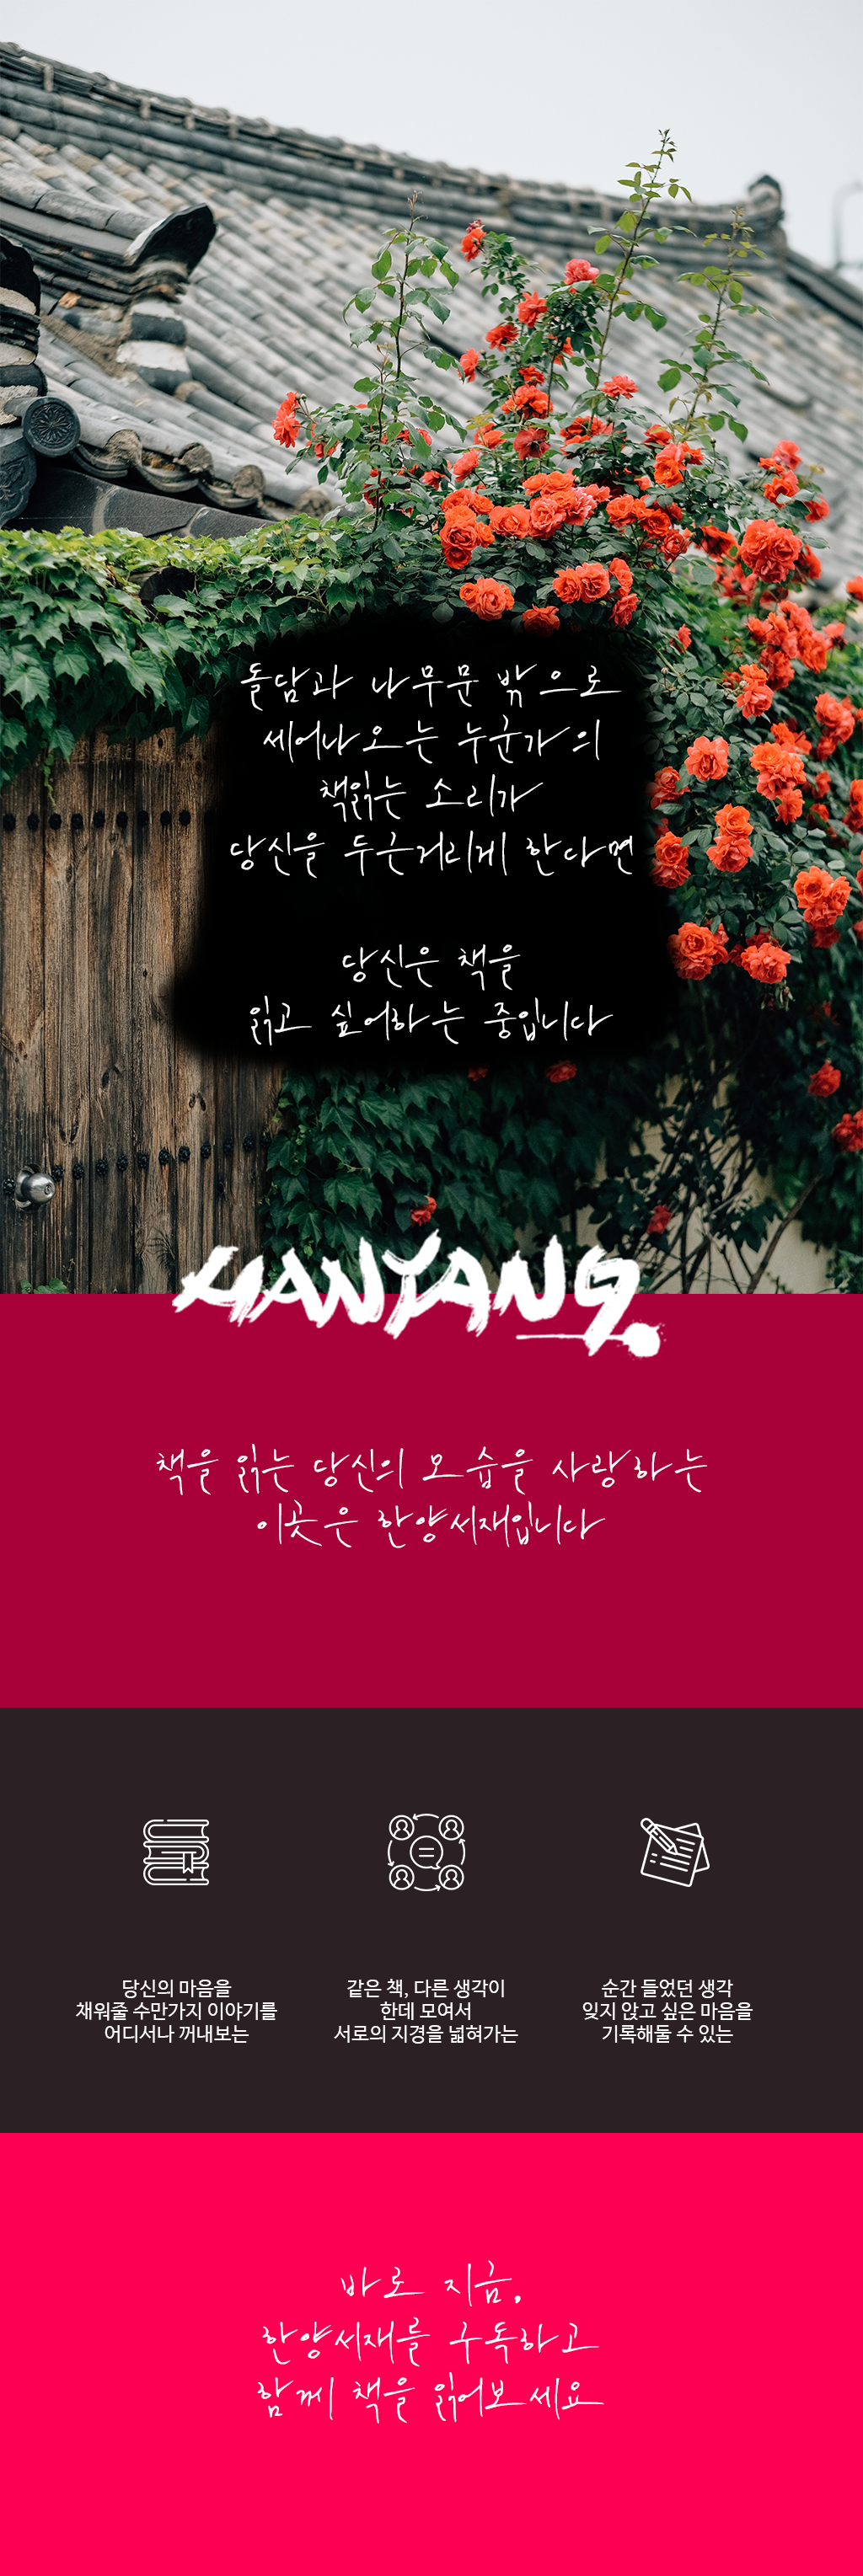 돌담과 나무문 밖으로
세어나오는 누군가의
책읽는 소리가
당신을 두근거리게 한다면
당신은 책을
읽고 싶어하는 중입니다
HANYANG
책을 읽는 당신의 모습을 사랑하는
이곳은 한양서재입니다
당신의 마음을
채워줄 수만가지 이야기를
어디서나 꺼내보는
같은 책, 다른 생각이
한데 모여서
서로의 지경을 넓혀가는
순간 들었던 생각
잊지 않고 싶은 마음을
기록해둘 수 있는
바로 지금,
한양서재를 구독하고
함께 책을 읽어보세요